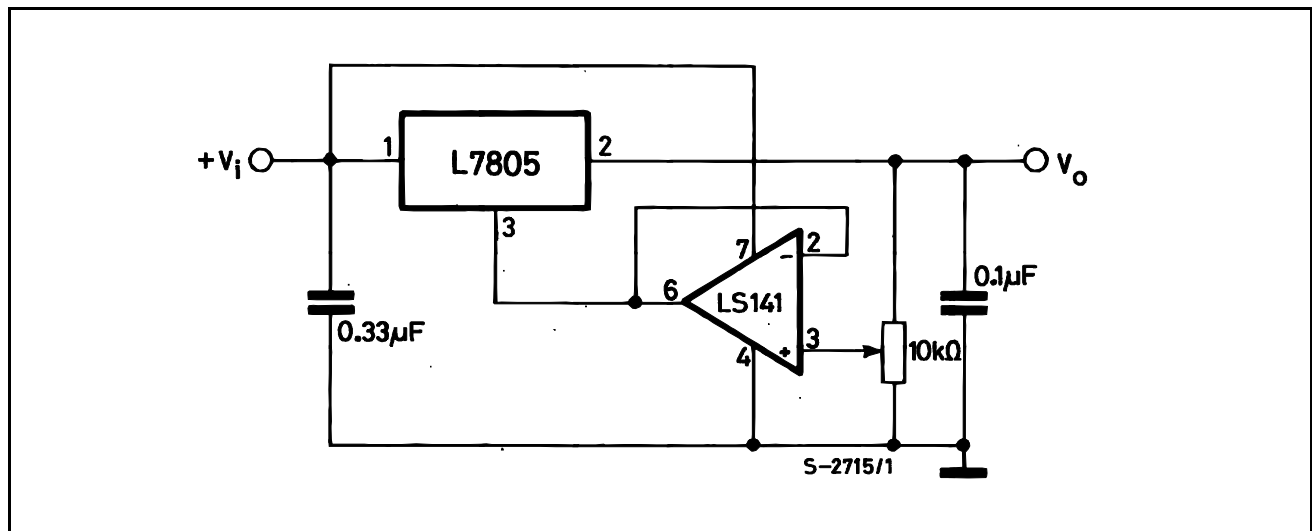 +Vi
1
L7805
2
Vo
3
7
2
-
6
LS141
0.1µF
0.33µF
3
10kΩ
4
+
S-2715/1